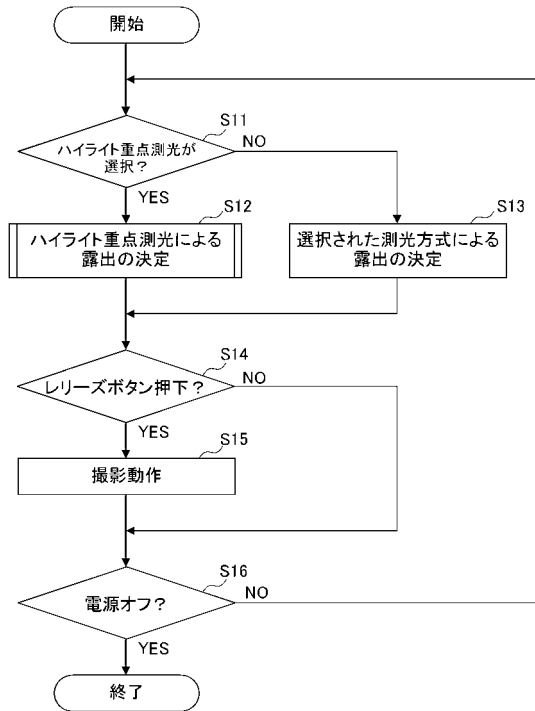 開始
S11
ハイライト重点測光が
選択？
NO
YES
S12
ハイライト重点測光による
露出の決定
S13
選択された測光方式による
露出の決定
S14
レリーズボタン押下？
NO
YES
S15
撮影動作
S16
電源オフ？
NO
YES
終了